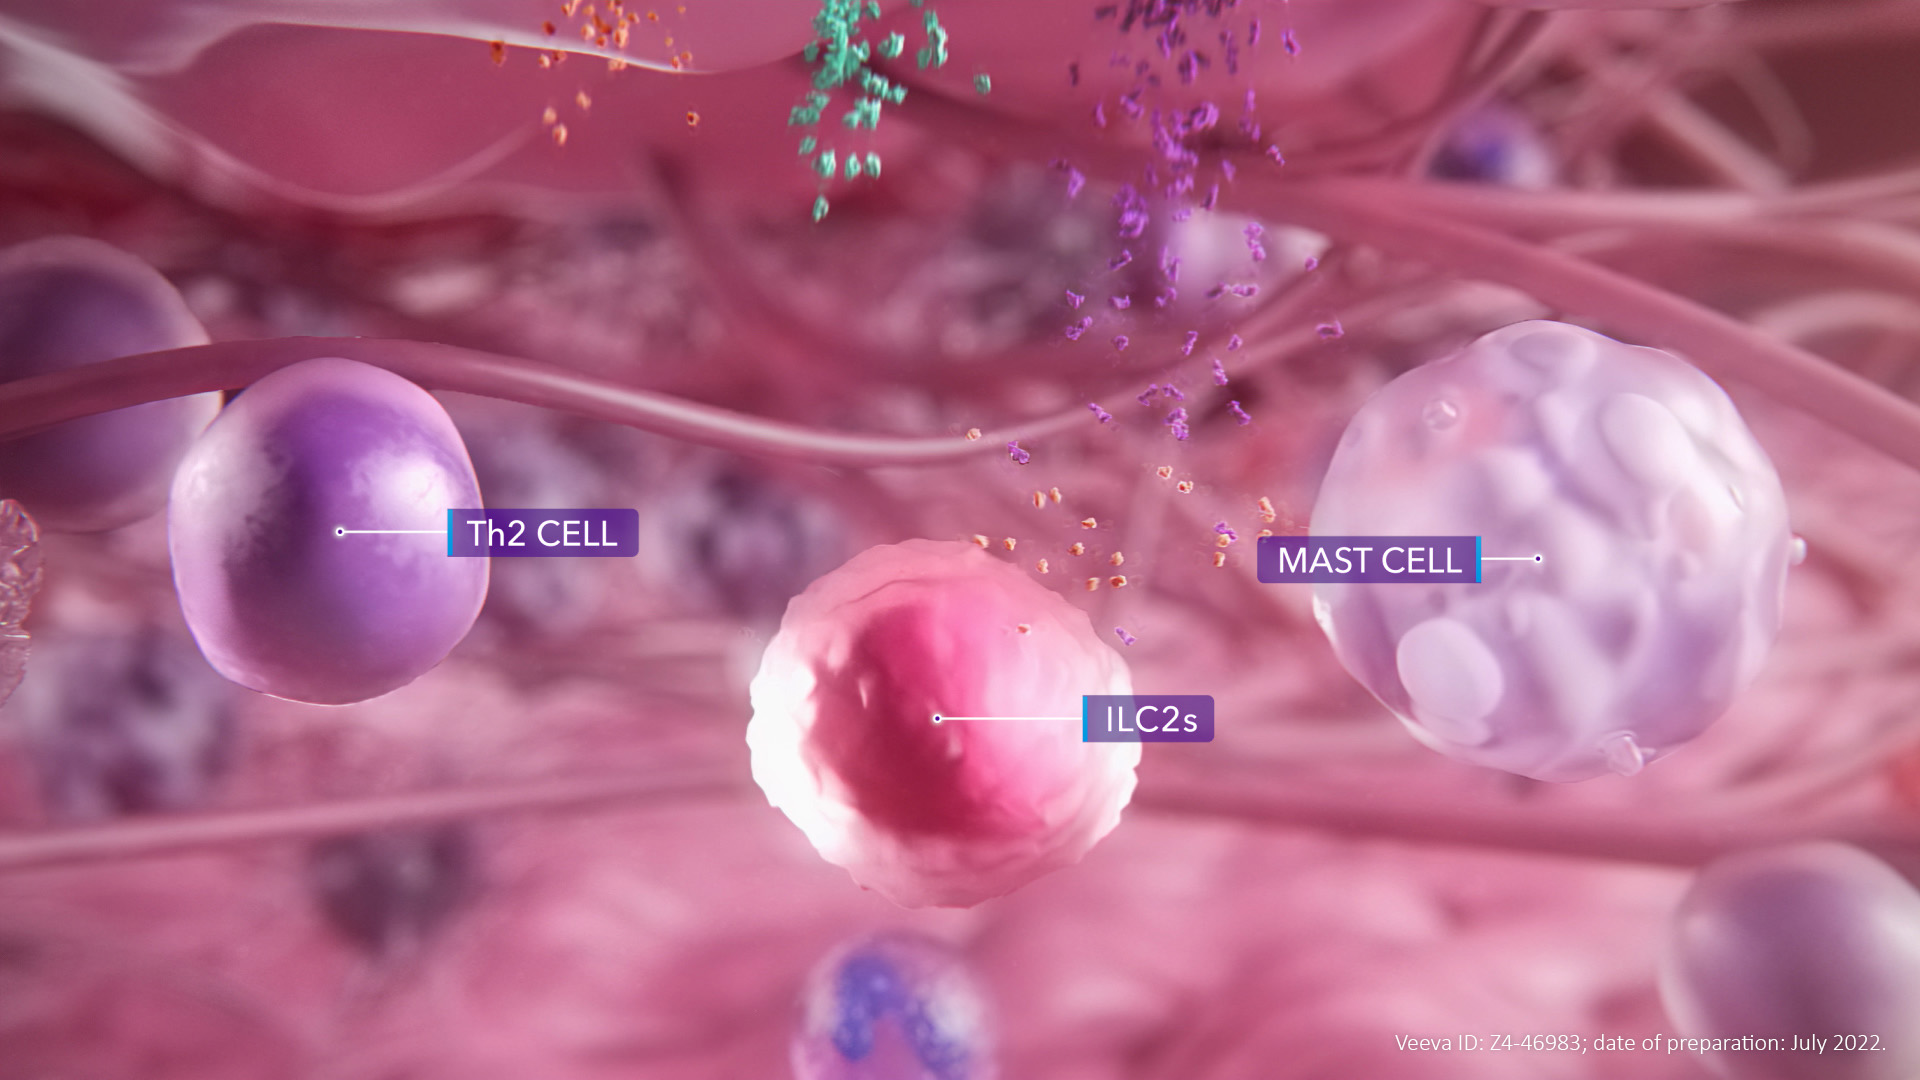 Th2 CELL
MAST CELL
ILC2s
Veeva ID: Z4-46983; date of preparation: July 2022.